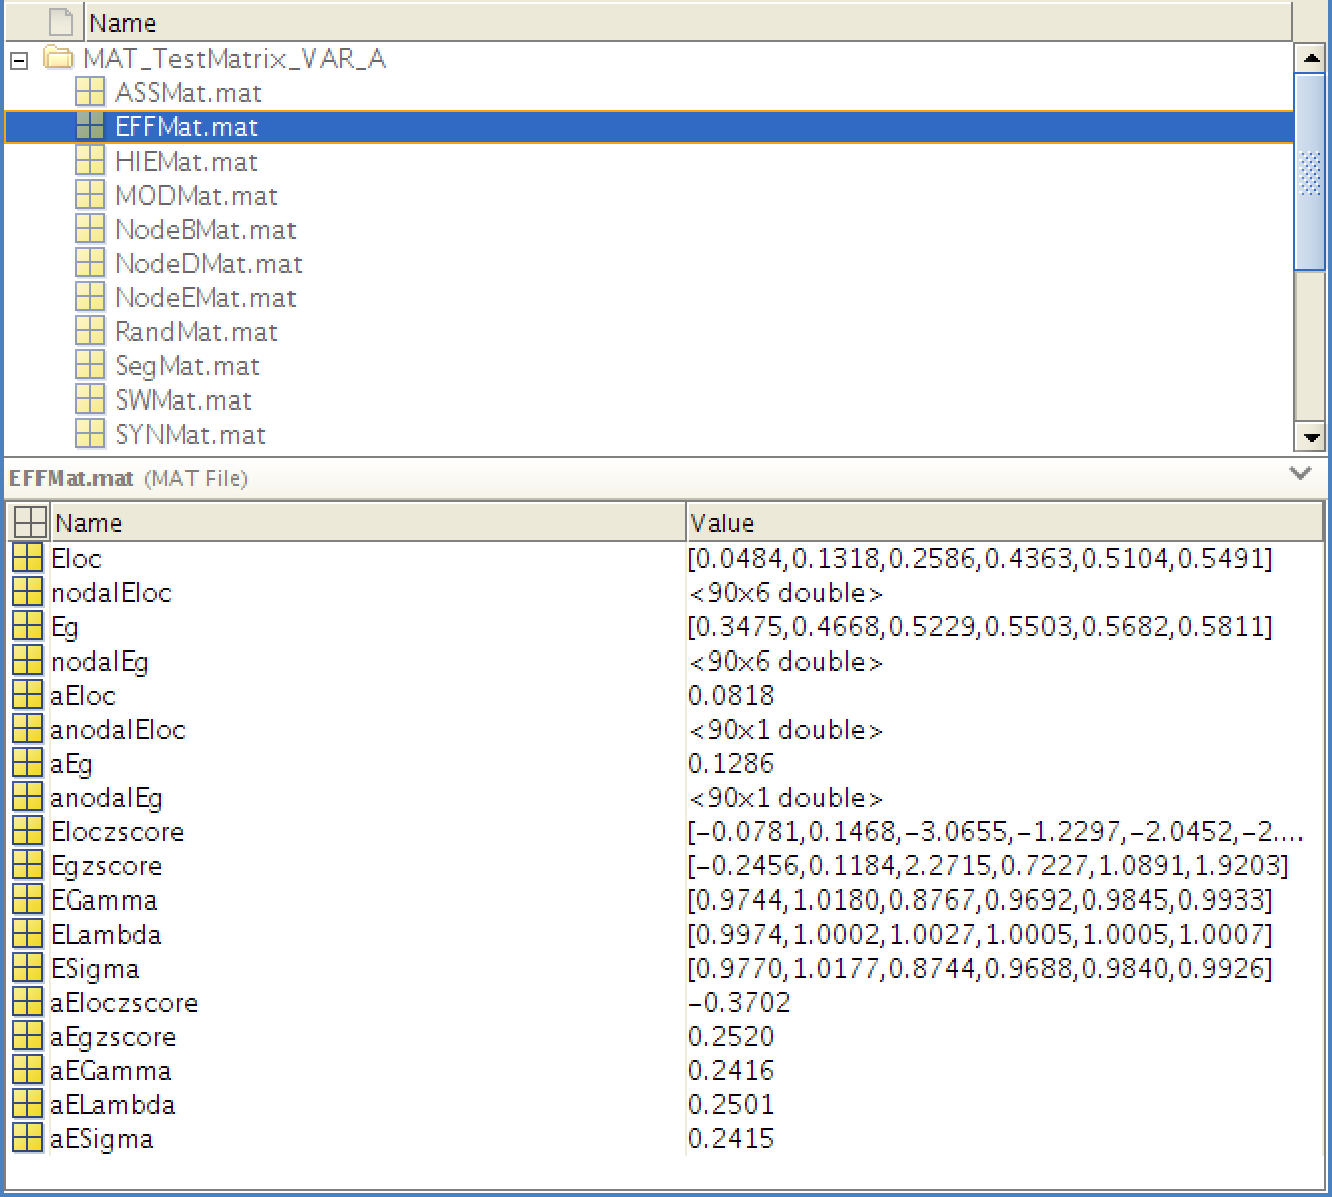 Name
MAT_TestMatrix_VAR_A
ASSMat.mat
EFFMat.mat
HIEMat.mat
MODMat.mat
NodeBMat.mat
NodeDMat.mat
NodeEMat.mat
RandMat.mat
SegMat.mat
SWMat.mat
SYNMat.mat
EFFMat.mat (MAT File)
Name Value
Eloc [0.0484,0.1318,0.2586,0.4363,0.5104,0.5491]
nodalEloc <90x6 double>
Eg [0.3475,0.4668,0.5229,0.5503,0.5682,0.5811]
nodalEg <90x6 double>
aEloc 0.0818
anodalEloc <90x1 double>
aEg 0.1286
anodalEg <90x1 double>
Eloczscore [-0.0781,0.1468,-3.0655,-1.2297,-2.0452,-2....
Egzscore [-0.2456,0.1184,2.2715,0.7227,1.0891,1.9203]
EGamma [0.9744,1.0180,0.8767,0.9692,0.9845,0.9933]
ELambda [0.9974,1.0002,1.0027,1.0005,1.0005,1.0007]
ESigma [0.9770,1.0177,0.8744,0.9688,0.9840,0.9926]
aEloczscore -0.3702
aEgzscore 0.2520
aEGamma 0.2416
aELambda 0.2501
aESigma 0.2415